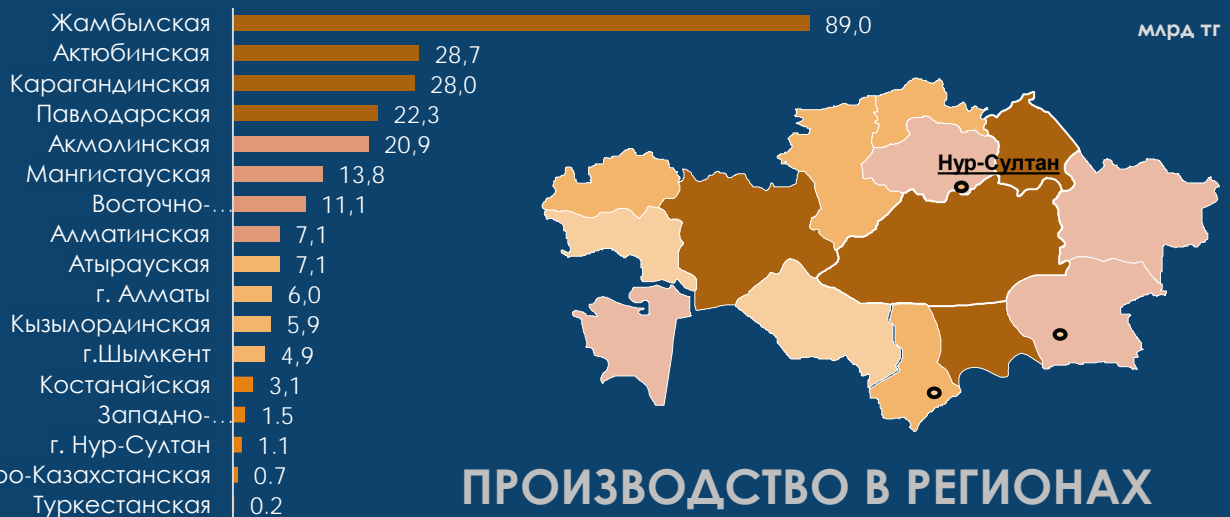 Жамбылская 89,0
млрд тг
Актюбинская 28,7
Карагандинская 28,0
Павлодарская 22,3
Акмолинская 20,9
Мангистауская 13,8
Восточно-... 11,1
Алматинская 7,1
Атырауская 7,1
г. Алматы 6,0
Кызылординская 5,9
г.Шымкент 4,9
Костанайская 3,1
Западно-... 1.5
г. Нур-Султан 1.1
ро-Казахстанская 0.7
Туркестанская 0.2
Нур-Султан
ПРОИЗВОДСТВО В РЕГИОНАХ